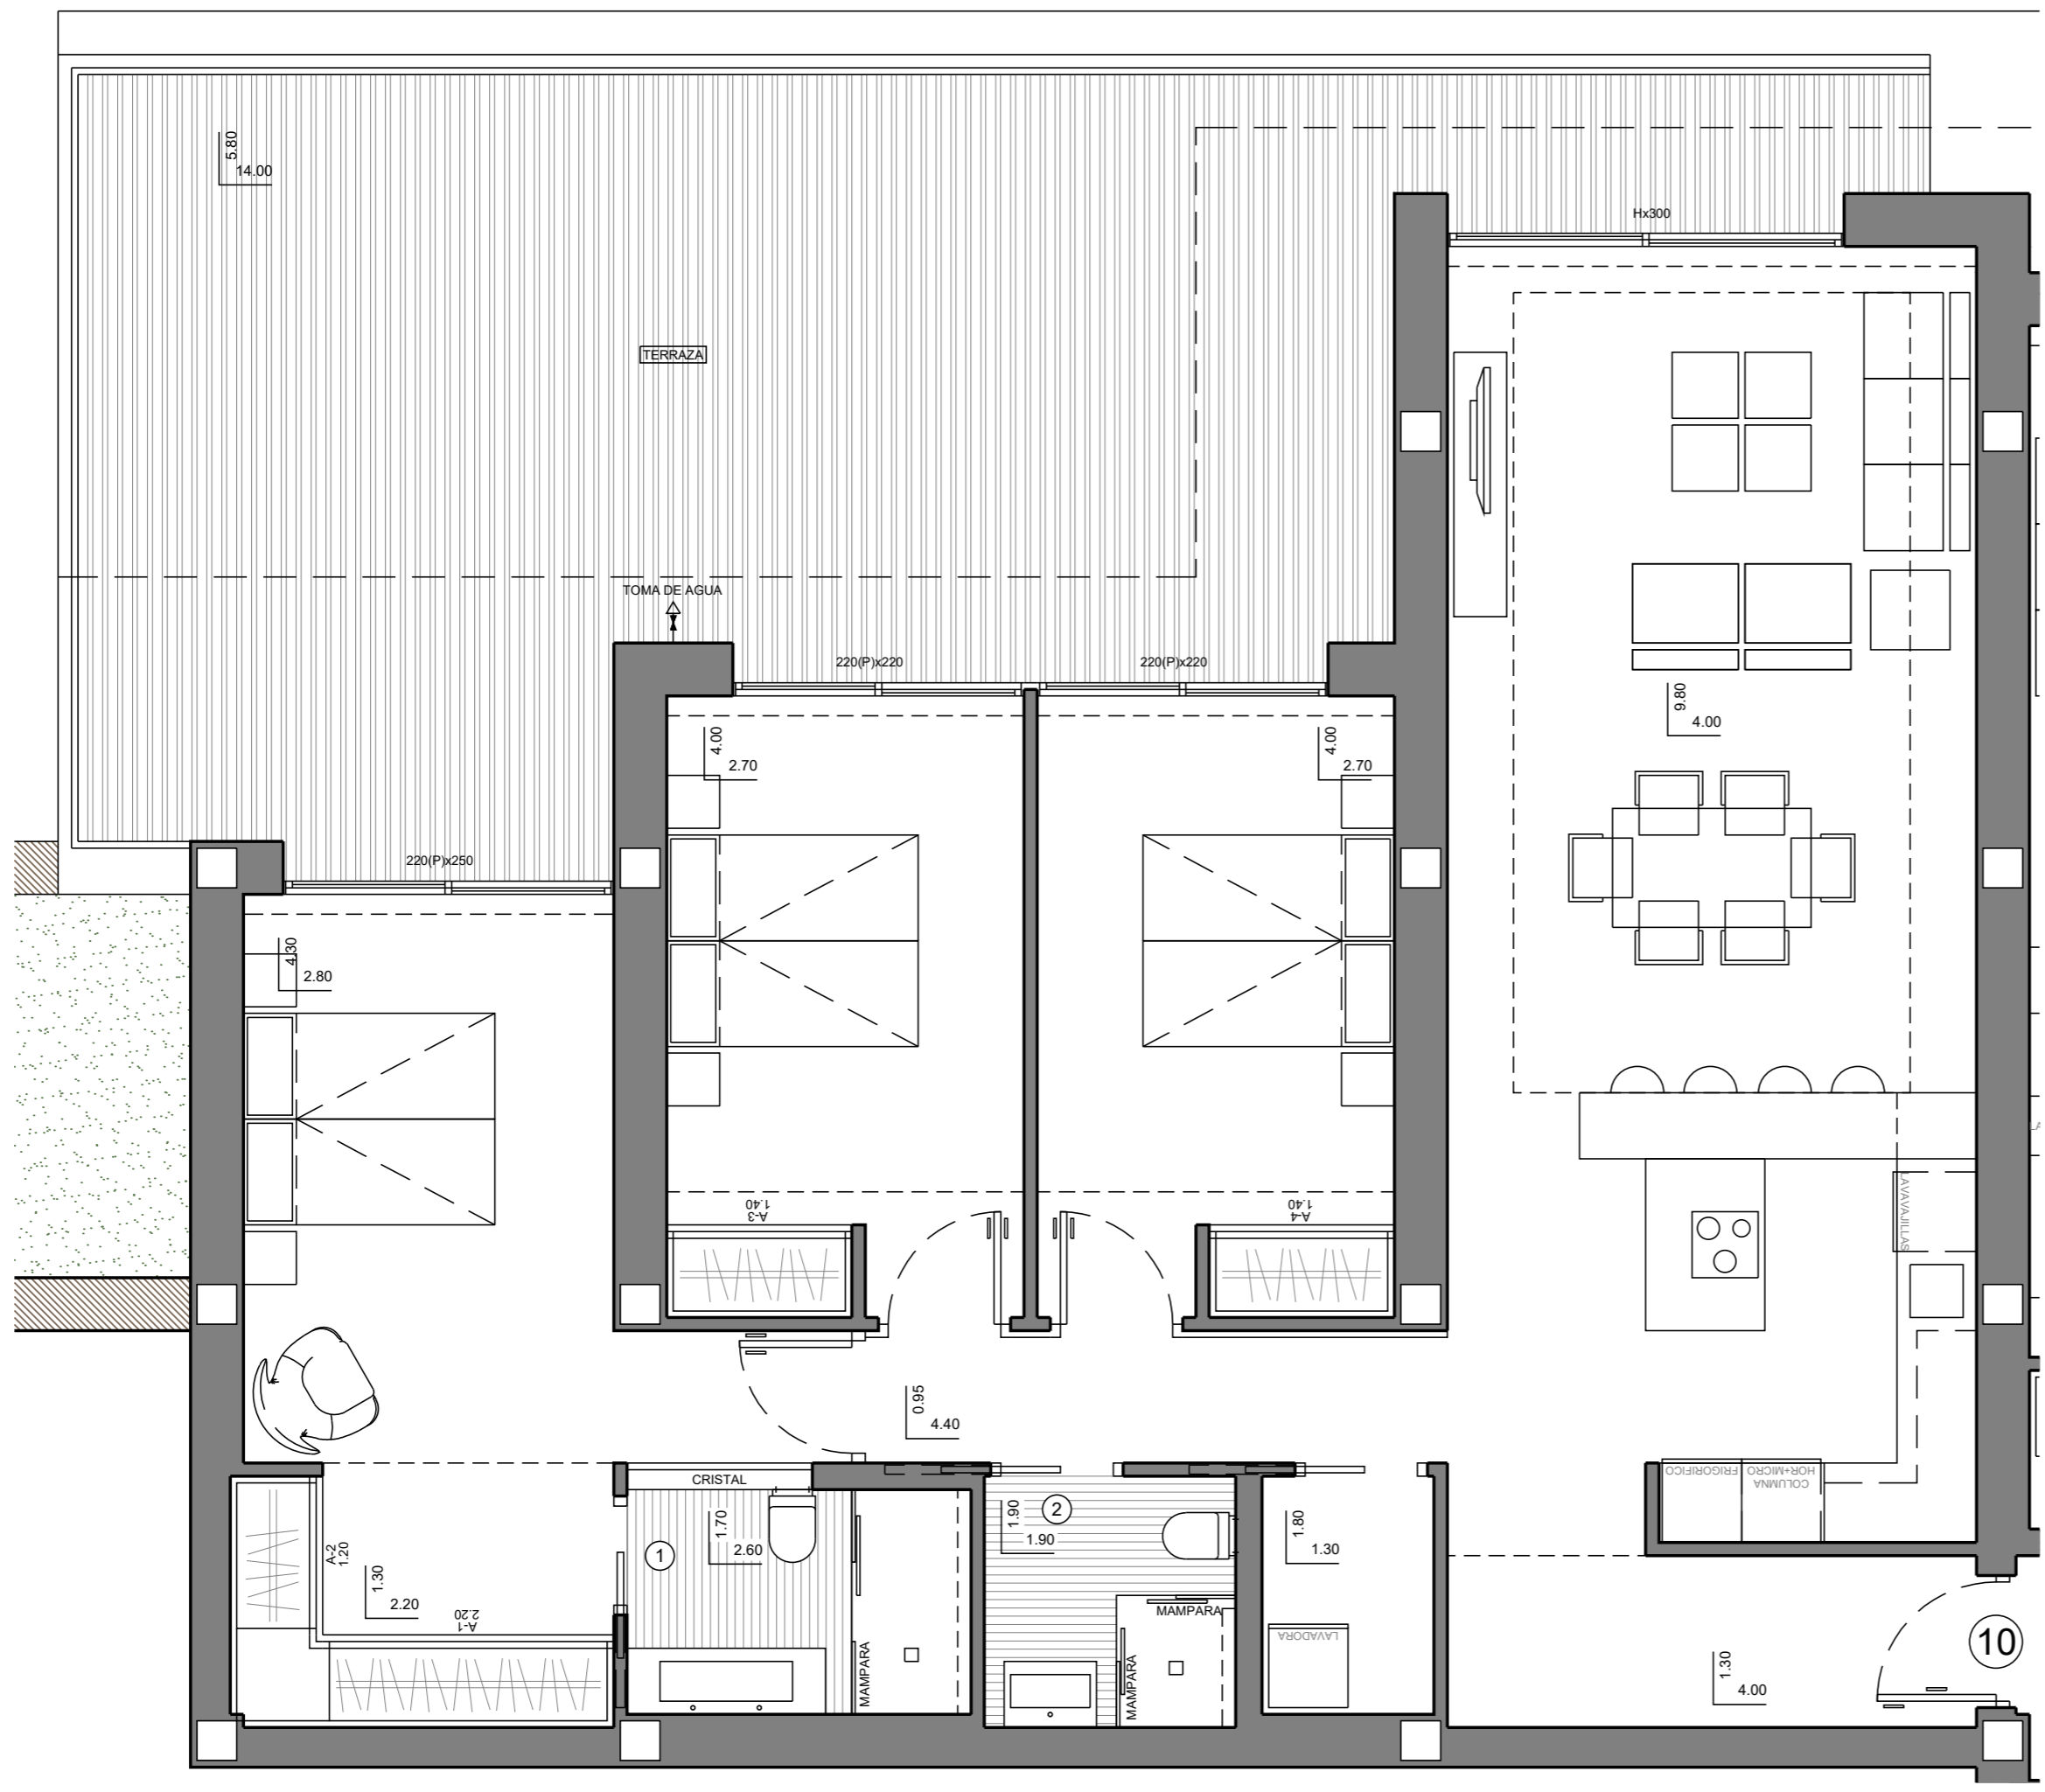 5.80
14.00
Hx300
TERRAZA
TOMA DE AGUA
220(P)x220
220(P)x220
9.80
4.00
4.00
2.70
4.00
2.70
220(P)x250
4.30
2.80
LAVAVAJILLAS
A-3
1.40
A-4
1.40
0.95
4.40
CRISTAL
FRIGORIFICO
COLUMNA
HOR+MICRO
A-2
1.20
1.30
2.20
A-1
2.20
1
1.70
2.60
MAMPARA
1.90
1.90
2
MAMPARA
MAMPARA
1.80
1.30
LAVADORA
10
1.30
4.00